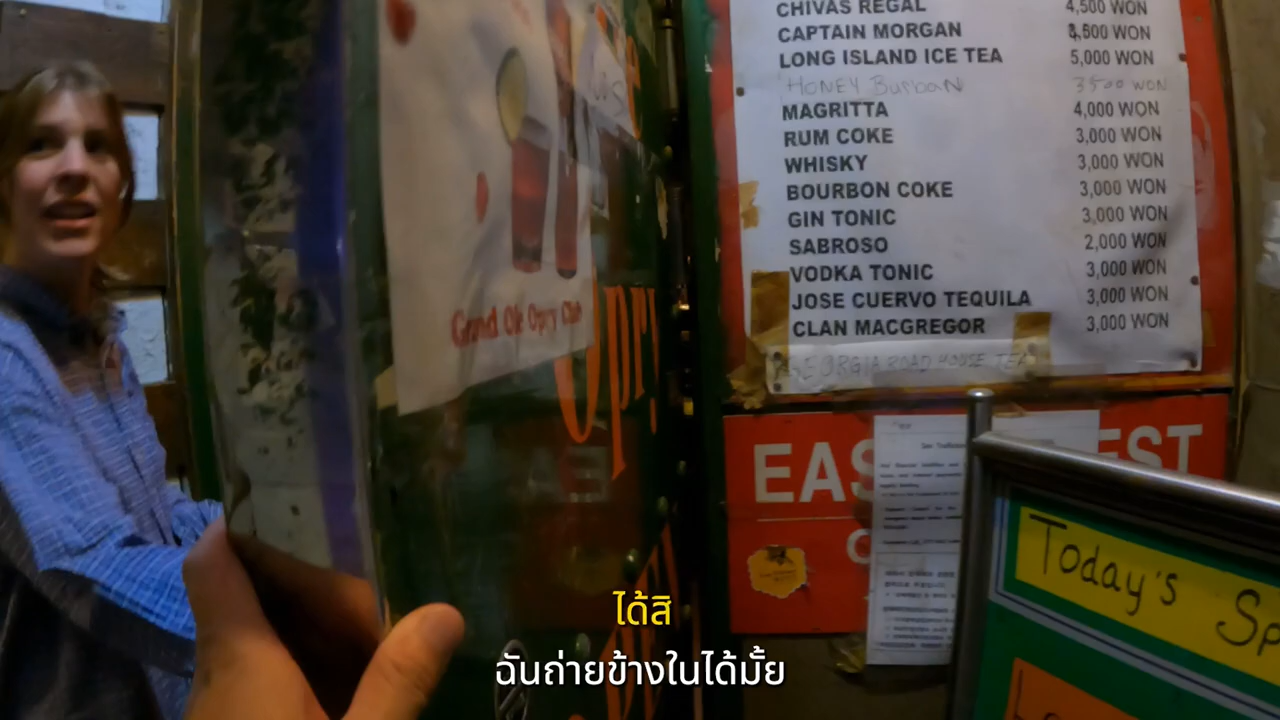 CHIVAS REGAL 4,500 WON
CAPTAIN MORGAN 3,500 WON
LONG ISLAND ICE TEA 5,000 WON
HONEY BurboN 3500 WON
MAGRITTA 4,000 WON
RUM COKE 3,000 WON
WHISKY 3,000 WON
BOURBON COKE 3,000 WON
GIN TONIC 3,000 WON
SABROSO 2,000 WON
VODKA TONIC 3,000 WON
JOSE CUERVO TEQUILA 3,000 WON
CLAN MACGREGOR 3,000 WON
GEORGIA ROAD HOUSE TEA
Grand Ole Opry Club
Opry
EAS EST
Today's Sp
ได้สิ
ฉันถ่ายข้างในได้มั้ย